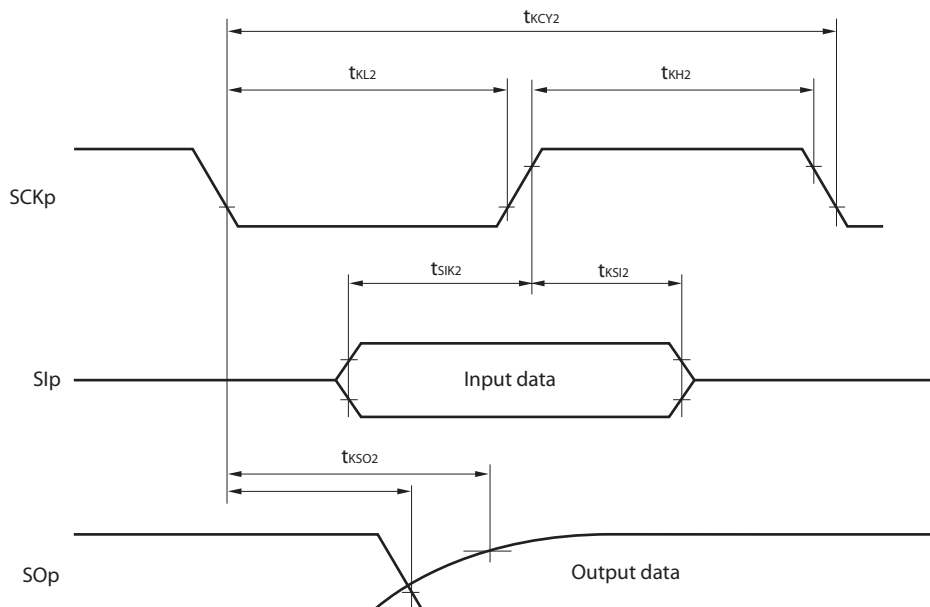 tKCY2
tKL2
tKH2
SCKp
tSIK2
tKSI2
SIp
Input data
tKSO2
SOp
Output data